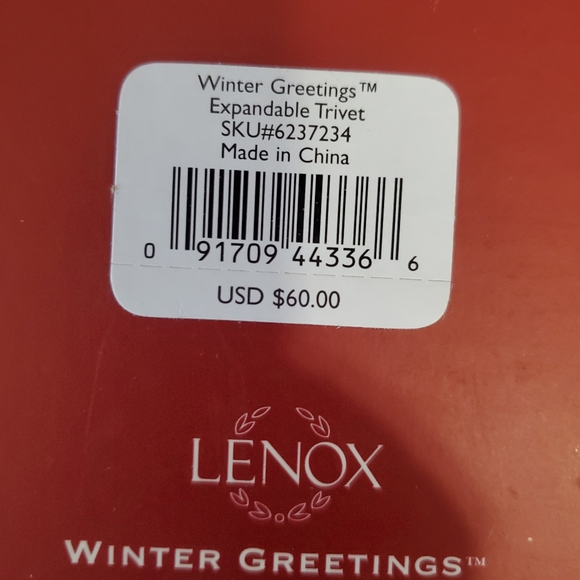 Winter Greetings™
Expandable Trivet
SKU#6237234
Made in China
0 91709 44336 6
USD $60.00
LENOX
WINTER GREETINGS™